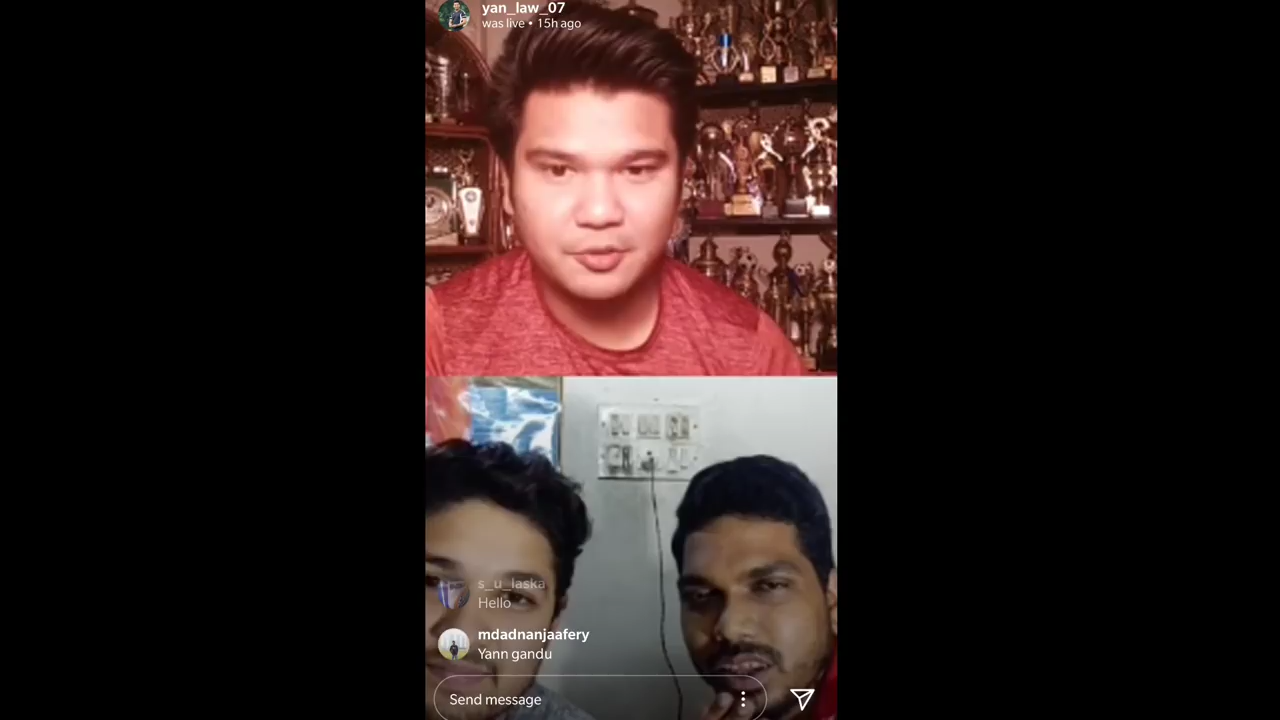 yan_law_07
was live • 15h ago
s_u_laska
Hello
mdadnanjaafery
Yann gandu
Send message